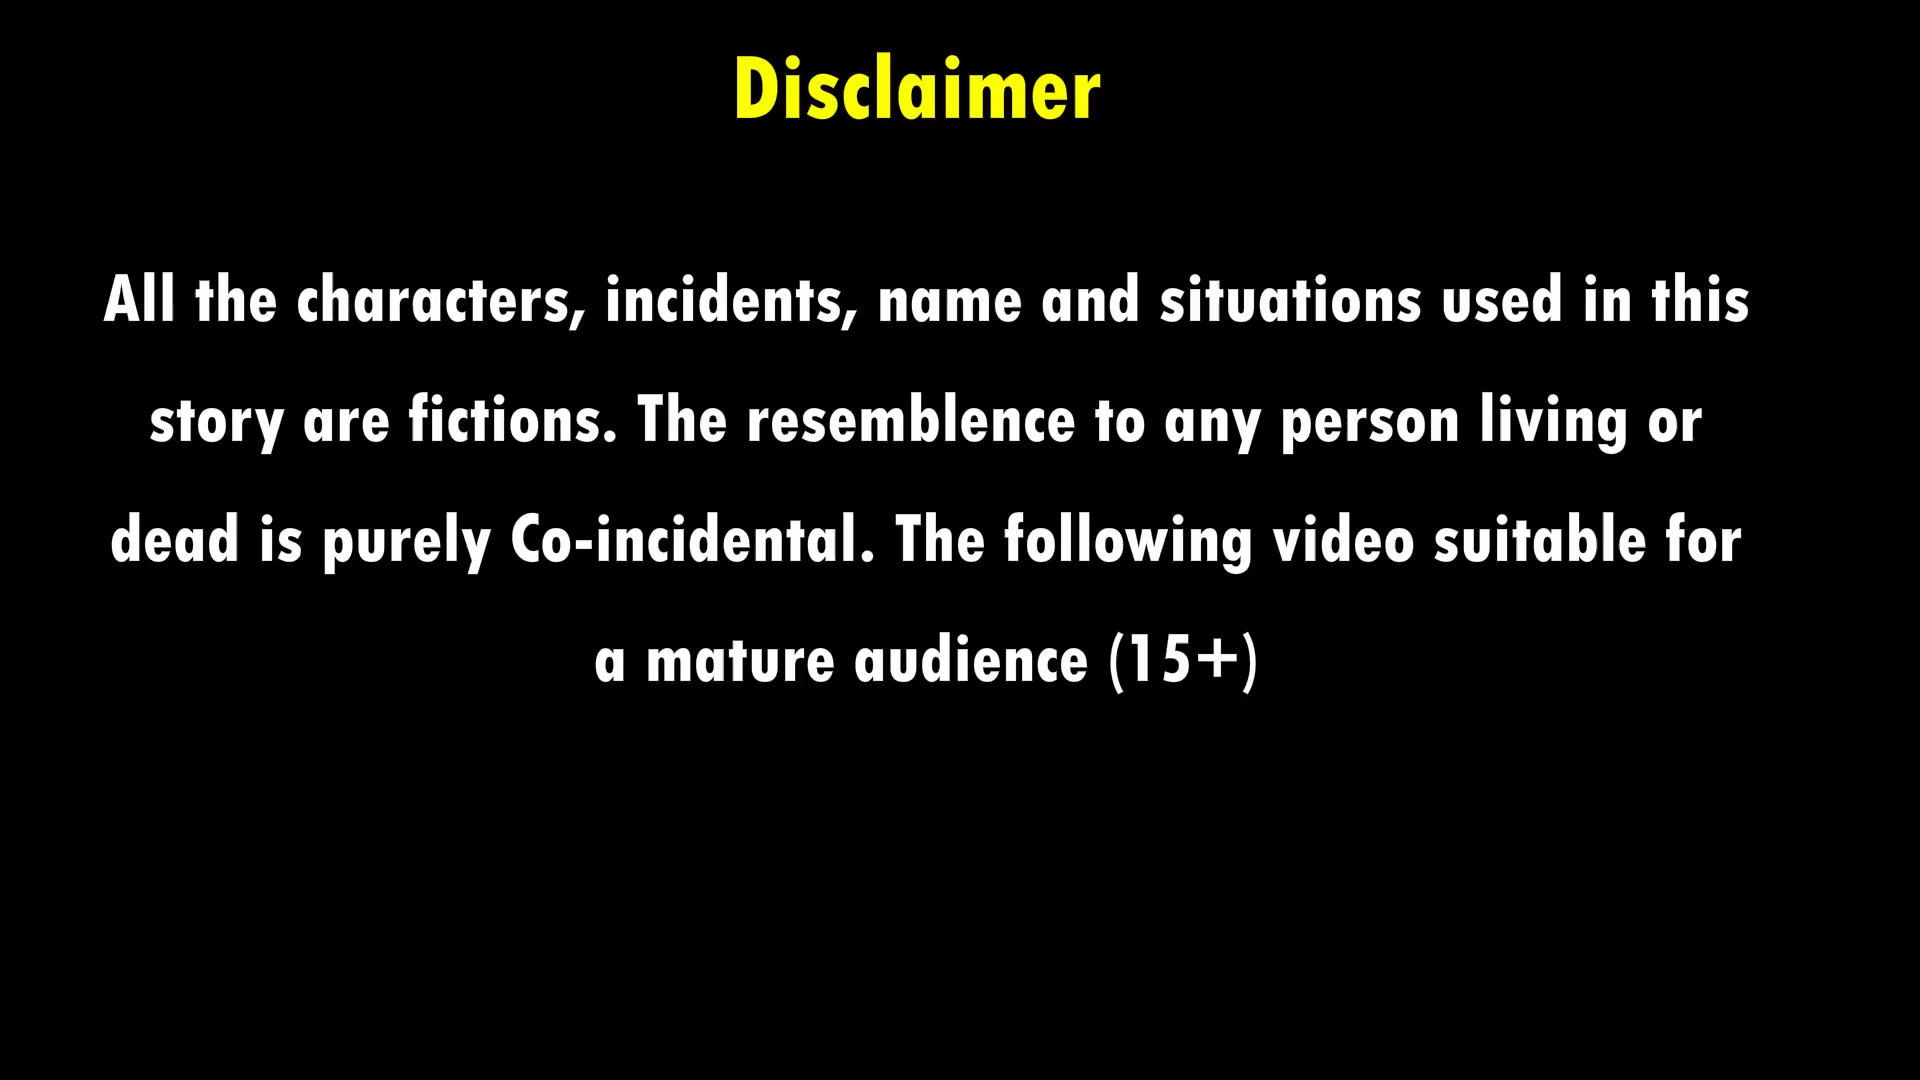 Disclaimer
All the characters, incidents, name and situations used in this
story are fictions. The resemblence to any person living or
dead is purely Co-incidental. The following video suitable for
a mature audience (15+)